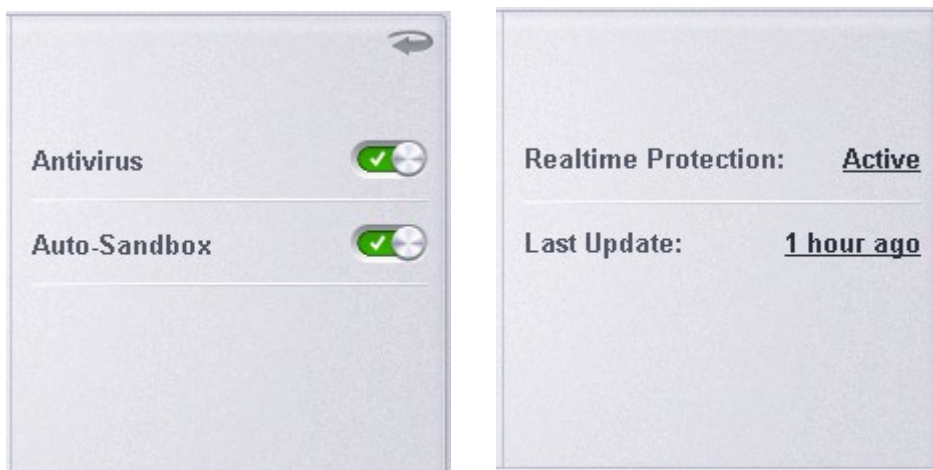 Antivirus
Auto-Sandbox
Realtime Protection: Active
Last Update: 1 hour ago